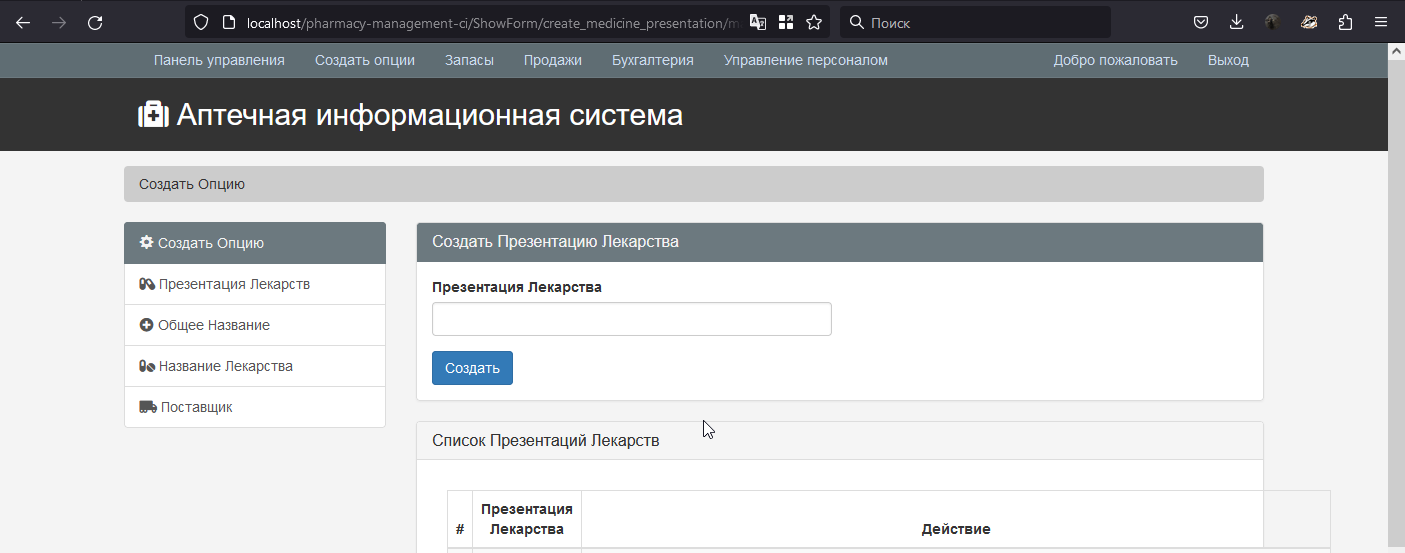 localhost/pharmacy-management-ci/ShowForm/create_medicine_presentation/m
Поиск
Панель управления Создать опции Запасы Продажи Бухгалтерия Управление персоналом Добро пожаловать Выход
Аптечная информационная система
Создать Опцию
Создать Опцию
Презентация Лекарств
Общее Название
Название Лекарства
Поставщик
Создать Презентацию Лекарства
Презентация Лекарства
Создать
Список Презентаций Лекарств
Презентация
# Лекарства Действие